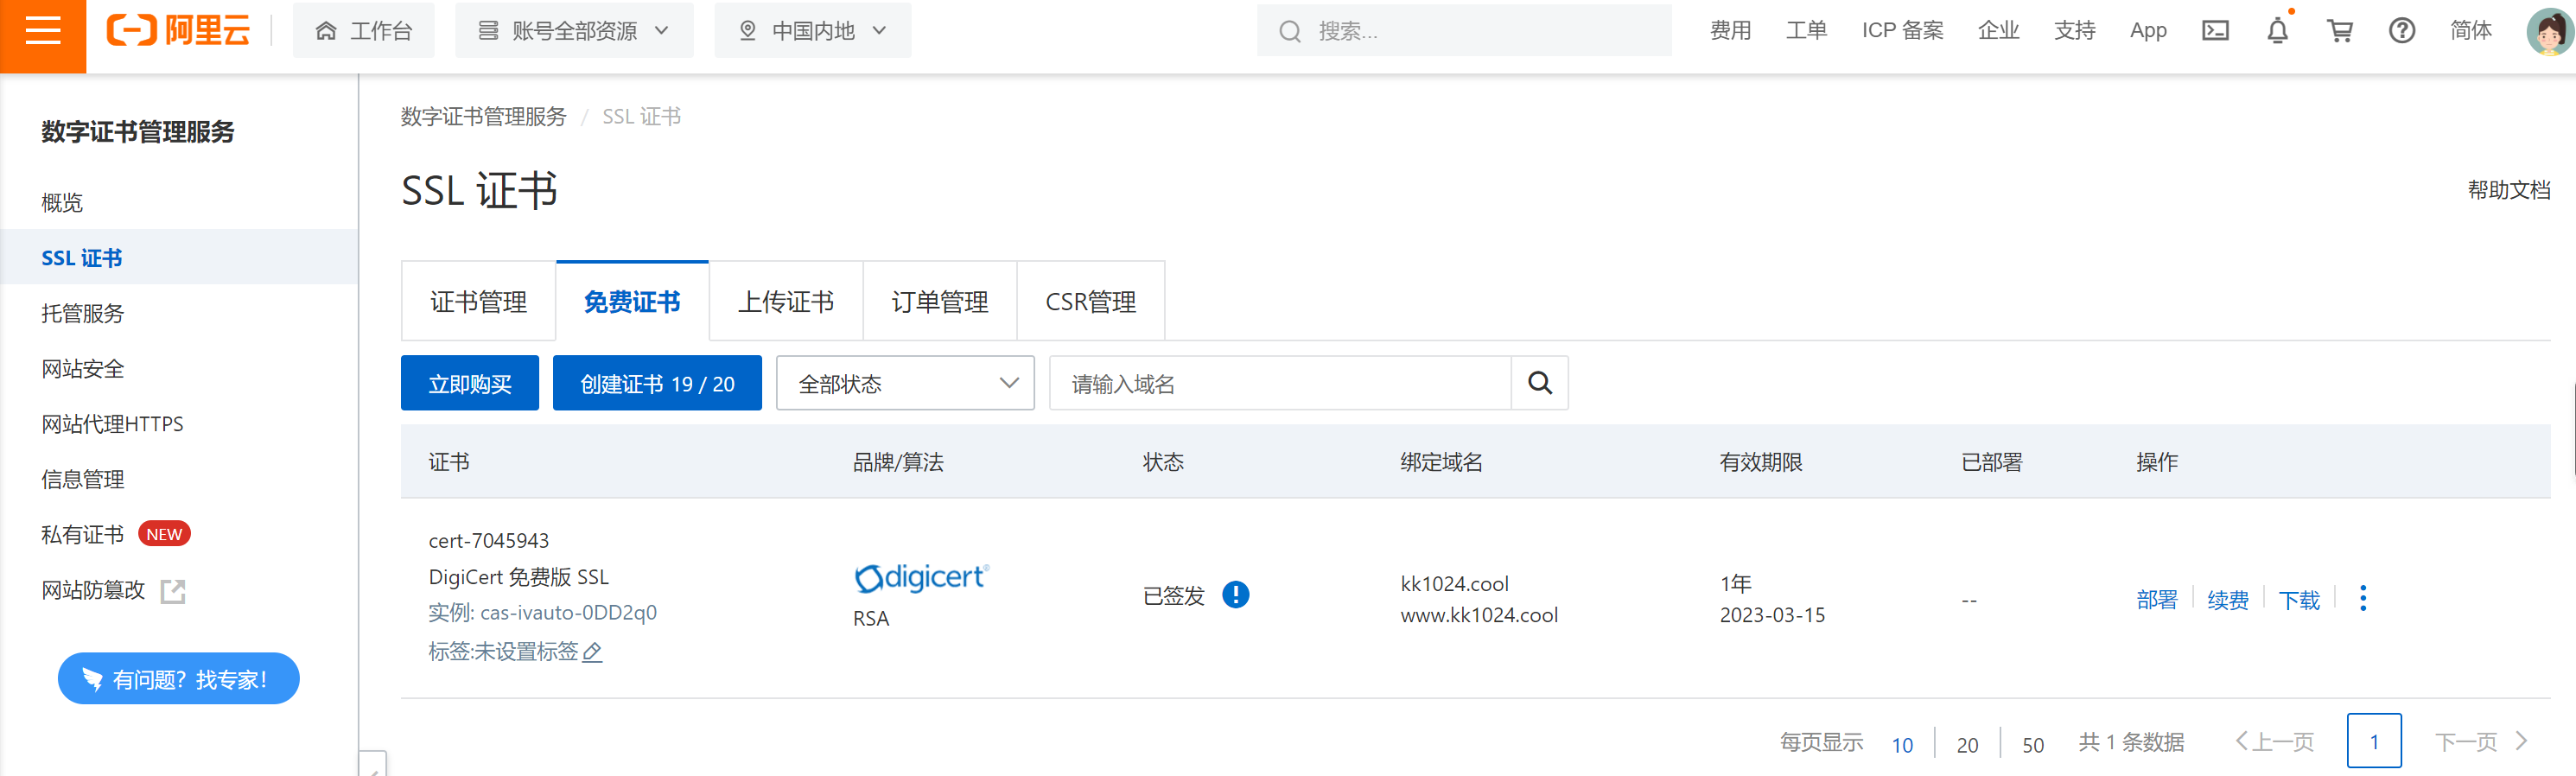 阿里云
工作台
账号全部资源
中国内地
搜索...
费用
工单
ICP 备案
企业
支持
App
简体
数字证书管理服务
概览
SSL 证书
托管服务
网站安全
网站代理HTTPS
信息管理
私有证书 NEW
网站防篡改
有问题？找专家！
数字证书管理服务 / SSL 证书
SSL 证书
帮助文档
证书管理
免费证书
上传证书
订单管理
CSR管理
立即购买
创建证书 19 / 20
全部状态
请输入域名
证书
品牌/算法
状态
绑定域名
有效期限
已部署
操作
cert-7045943
DigiCert 免费版 SSL
实例: cas-ivauto-0DD2q0
标签:未设置标签
digicert®
RSA
已签发
kk1024.cool
www.kk1024.cool
1年
2023-03-15
--
部署
续费
下载
每页显示
10
20
50
共 1 条数据
上一页
1
下一页